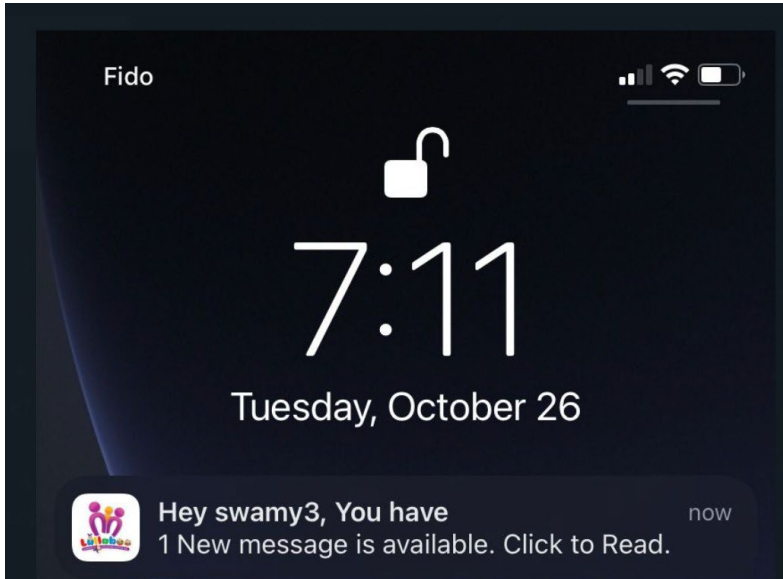 Fido
7:11
Tuesday, October 26
Lullaboo
Hey swamy3, You have
now
1 New message is available. Click to Read.